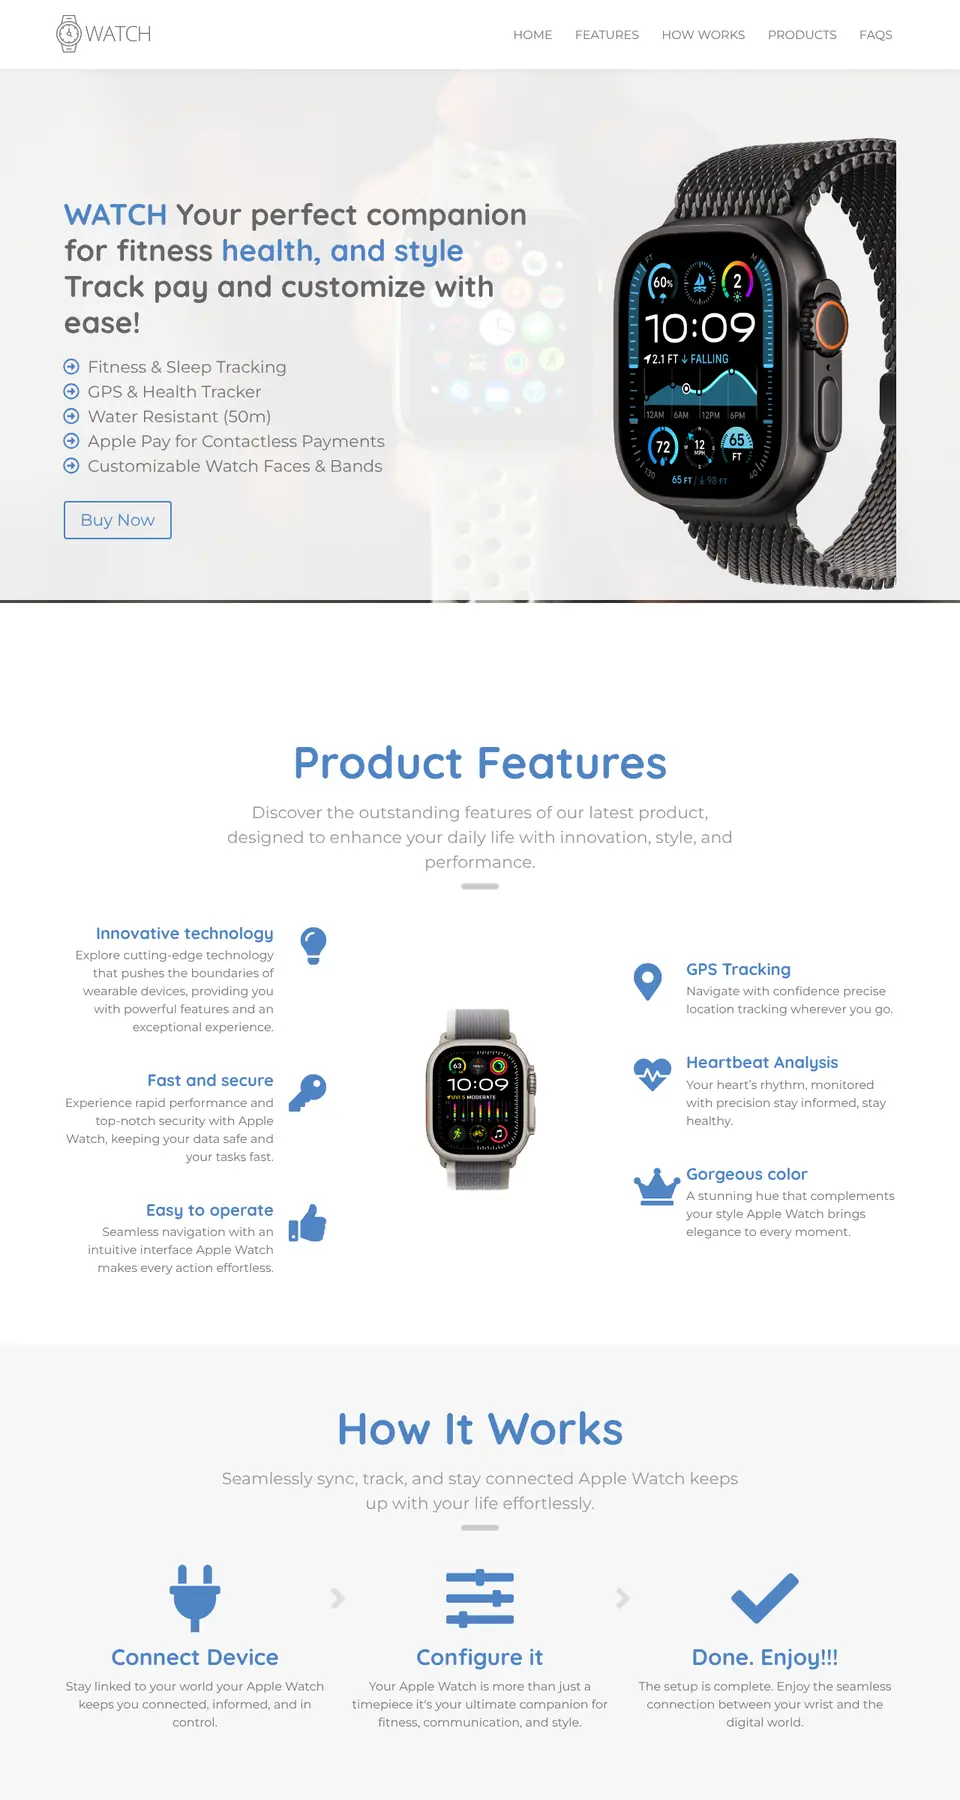 WATCH
HOME FEATURES HOW WORKS PRODUCTS FAQS
WATCH Your perfect companion
for fitness health, and style
Track pay and customize with
ease!
Fitness & Sleep Tracking
GPS & Health Tracker
Water Resistant (50m)
Apple Pay for Contactless Payments
Customizable Watch Faces & Bands
Buy Now
FT M
60% 2
10:09
2.1 FT ↓ FALLING
12AM 6AM 12PM 6PM
72 12 MPH 65 FT
130 40
65 FT / 98 FT
Product Features
Discover the outstanding features of our latest product,
designed to enhance your daily life with innovation, style, and
performance.
Innovative technology
Explore cutting-edge technology
that pushes the boundaries of
wearable devices, providing you
with powerful features and an
exceptional experience.
Fast and secure
Experience rapid performance and
top-notch security with Apple
Watch, keeping your data safe and
your tasks fast.
Easy to operate
Seamless navigation with an
intuitive interface Apple Watch
makes every action effortless.
63
10:09
UVI 5 MODERATE
GPS Tracking
Navigate with confidence precise
location tracking wherever you go.
Heartbeat Analysis
Your heart's rhythm, monitored
with precision stay informed, stay
healthy.
Gorgeous color
A stunning hue that complements
your style Apple Watch brings
elegance to every moment.
How It Works
Seamlessly sync, track, and stay connected Apple Watch keeps
up with your life effortlessly.
Connect Device
Stay linked to your world your Apple Watch
keeps you connected, informed, and in
control.
Configure it
Your Apple Watch is more than just a
timepiece it's your ultimate companion for
fitness, communication, and style.
Done. Enjoy!!!
The setup is complete. Enjoy the seamless
connection between your wrist and the
digital world.